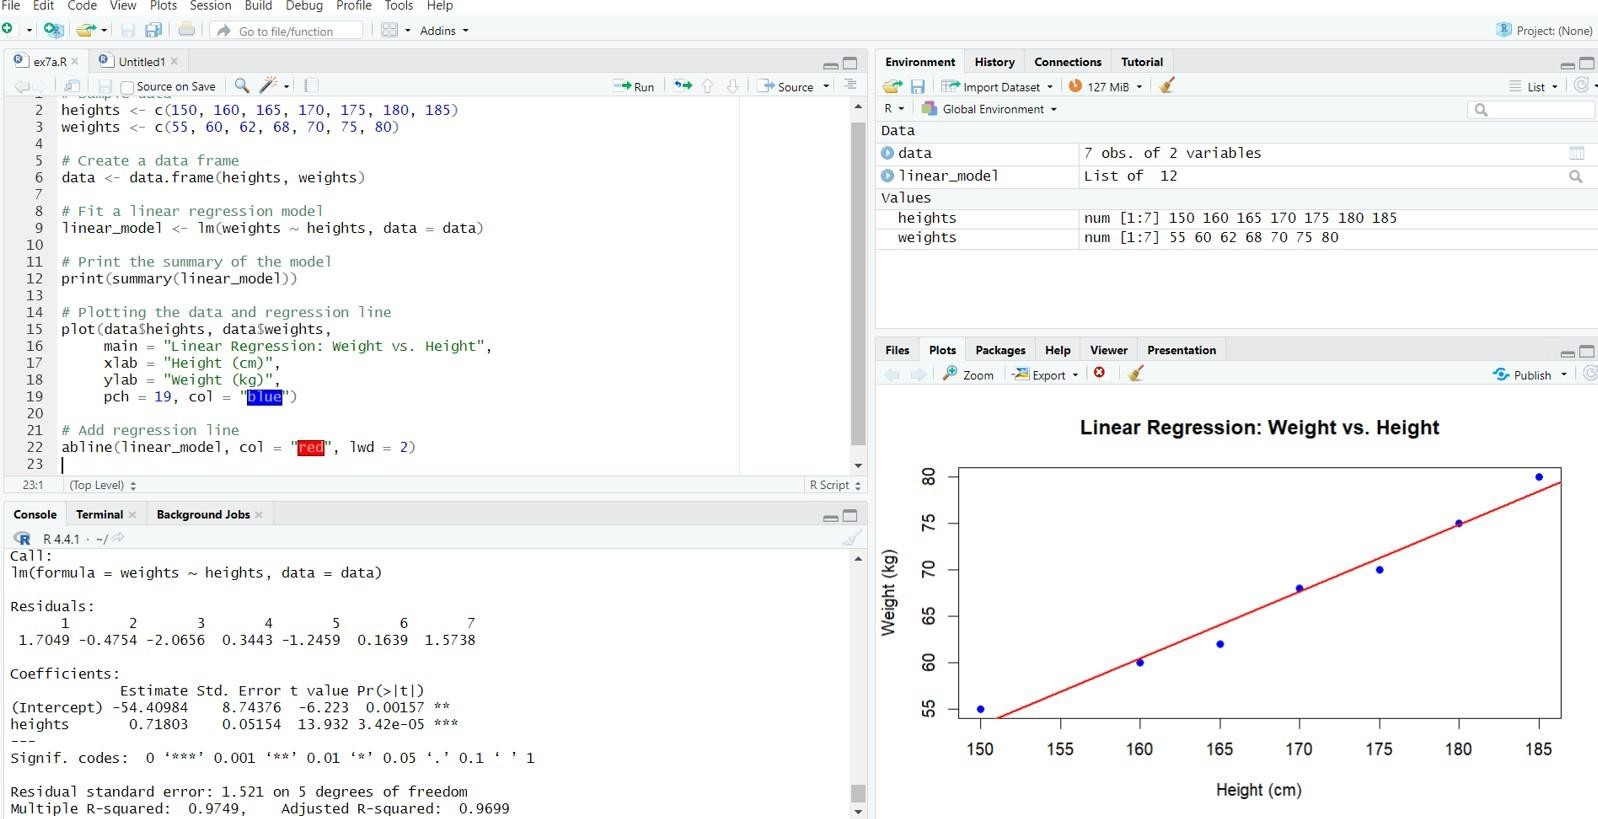 File Edit Code View Plots Session Build Debug Profile Tools Help
Go to file/function Addins Project: (None)
ex7a.R Untitled1
Source on Save Run Source
1 # Sample data
2 heights <- c(150, 160, 165, 170, 175, 180, 185)
3 weights <- c(55, 60, 62, 68, 70, 75, 80)
4
5 # Create a data frame
6 data <- data.frame(heights, weights)
7
8 # Fit a linear regression model
9 linear_model <- lm(weights ~ heights, data = data)
10
11 # Print the summary of the model
12 print(summary(linear_model))
13
14 # Plotting the data and regression line
15 plot(data$heights, data$weights,
16 main = "Linear Regression: Weight vs. Height",
17 xlab = "Height (cm)",
18 ylab = "Weight (kg)",
19 pch = 19, col = "blue")
20
21 # Add regression line
22 abline(linear_model, col = "red", lwd = 2)
23
23:1 (Top Level) R Script
Console Terminal Background Jobs
R R 4.4.1 · ~/
Call:
lm(formula = weights ~ heights, data = data)
Residuals:
1 2 3 4 5 6 7
1.7049 -0.4754 -2.0656 0.3443 -1.2459 0.1639 1.5738
Coefficients:
Estimate Std. Error t value Pr(>|t|)
(Intercept) -54.40984 8.74376 -6.223 0.00157 **
heights 0.71803 0.05154 13.932 3.42e-05 ***
---
Signif. codes: 0 ‘***’ 0.001 ‘**’ 0.01 ‘*’ 0.05 ‘.’ 0.1 ‘ ’ 1
Residual standard error: 1.521 on 5 degrees of freedom
Multiple R-squared: 0.9749, Adjusted R-squared: 0.9699
Environment History Connections Tutorial
Import Dataset 127 MiB List
R Global Environment
Data
data 7 obs. of 2 variables
linear_model List of 12
Values
heights num [1:7] 150 160 165 170 175 180 185
weights num [1:7] 55 60 62 68 70 75 80
Files Plots Packages Help Viewer Presentation
Zoom Export Publish
Linear Regression: Weight vs. Height
Weight (kg)
80
75
70
65
60
55
150 155 160 165 170 175 180 185
Height (cm)